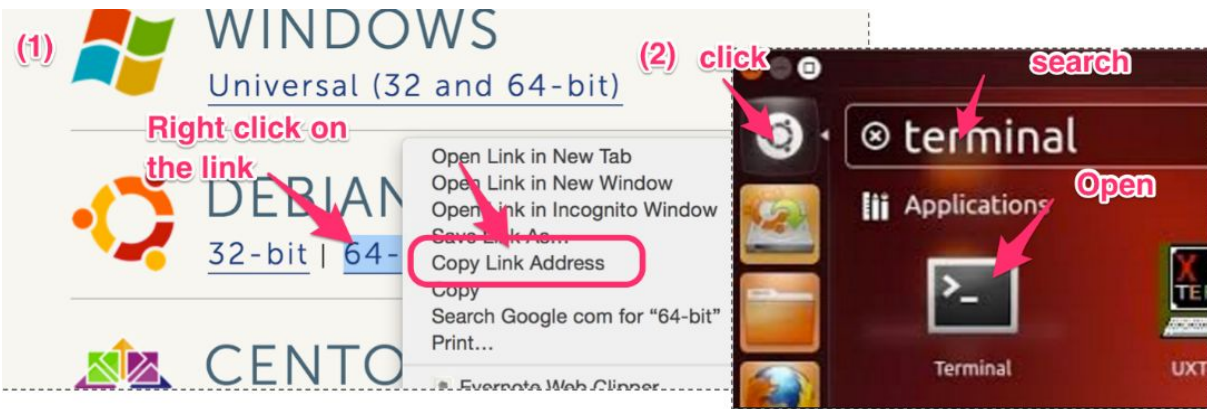 (1)
WINDOWS
Universal (32 and 64-bit)
Right click on
the link
DEBIAN
32-bit | 64-
CENTO
Open Link in New Tab
Open Link in New Window
Open Link in Incognito Window
Save Link As...
Copy Link Address
Copy
Search Google com for “64-bit”
Print...
Evernote Web Clipper
(2) click
search
terminal
Open
Applications
Terminal
X
TE
UXT